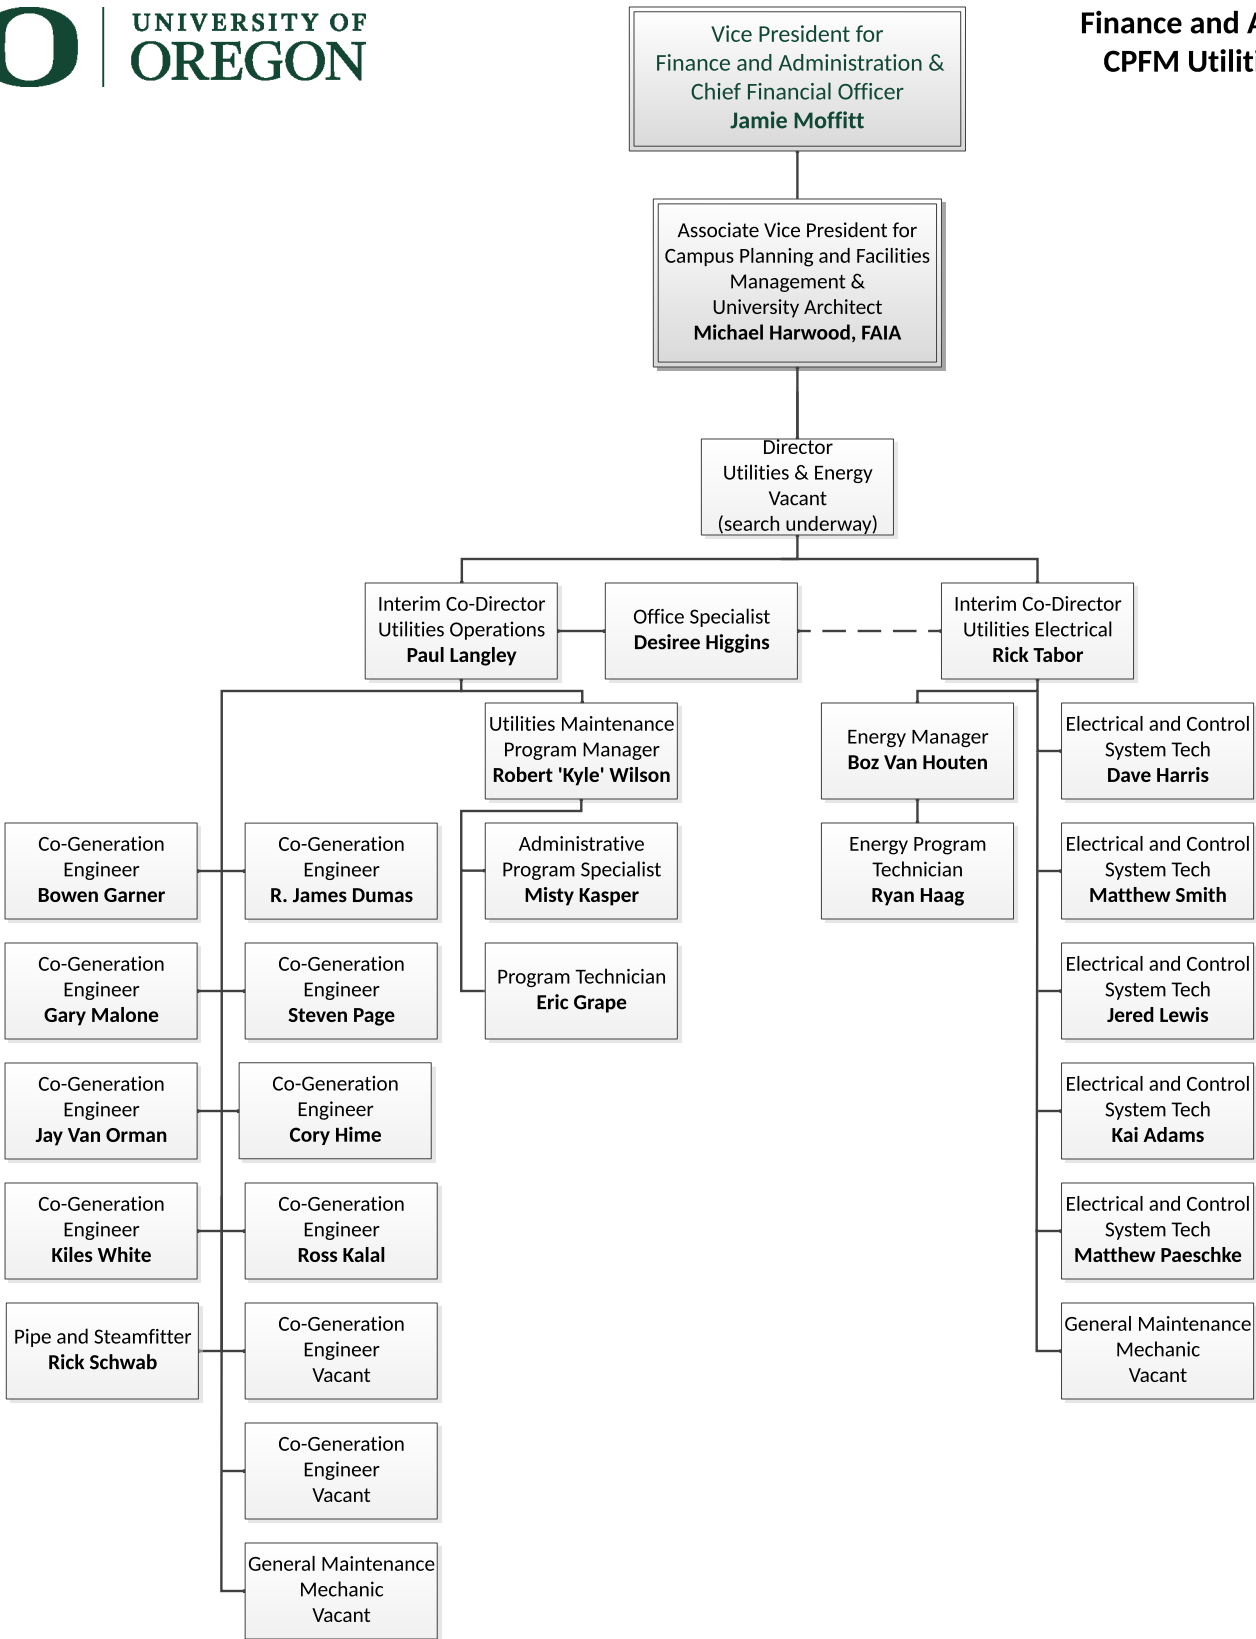 UNIVERSITY OF
OREGON
Finance and
CPFM
Vice President for
Finance and Administration &
Chief Financial Officer
Jamie Moffitt
Associate Vice President for
Campus Planning and Facilities
Management &
University Architect
Michael Harwood, FAIA
Director
Utilities & Energy
Vacant
(search underway)
Interim Co-Director
Utilities Operations
Paul Langley
Office Specialist
Desiree Higgins
Interim Co-Director
Utilities Electrical
Rick Tabor
Utilities Maintenance
Program Manager
Robert 'Kyle' Wilson
Energy Manager
Boz Van Houten
Electrical and Control
System Tech
Dave Harris
Co-Generation
Engineer
Bowen Garner
Co-Generation
Engineer
R. James Dumas
Administrative
Program Specialist
Misty Kasper
Energy Program
Technician
Ryan Haag
Electrical and Control
System Tech
Matthew Smith
Co-Generation
Engineer
Gary Malone
Co-Generation
Engineer
Steven Page
Program Technician
Eric Grape
Electrical and Control
System Tech
Jered Lewis
Co-Generation
Engineer
Jay Van Orman
Co-Generation
Engineer
Cory Hime
Electrical and Control
System Tech
Kai Adams
Co-Generation
Engineer
Kiles White
Co-Generation
Engineer
Ross Kalal
Electrical and Control
System Tech
Matthew Paeschke
Pipe and Steamfitter
Rick Schwab
Co-Generation
Engineer
Vacant
General Maintenance
Mechanic
Vacant
Co-Generation
Engineer
Vacant
General Maintenance
Mechanic
Vacant